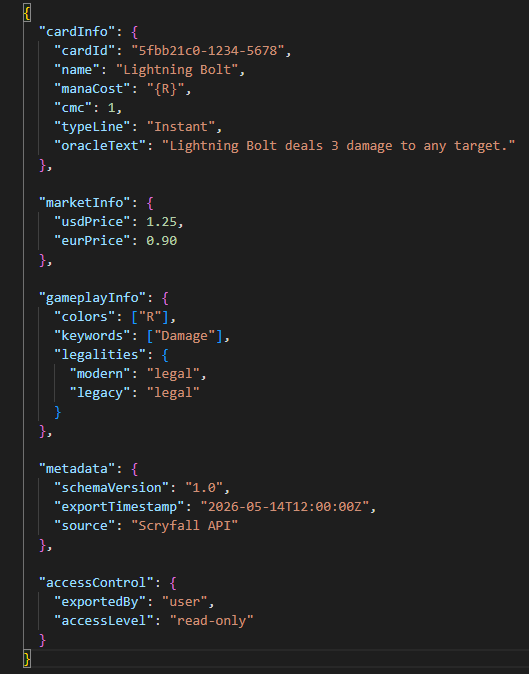 {
  "cardInfo": {
    "cardId": "5fbb21c0-1234-5678",
    "name": "Lightning Bolt",
    "manaCost": "{R}",
    "cmc": 1,
    "typeLine": "Instant",
    "oracleText": "Lightning Bolt deals 3 damage to any target."
  },

  "marketInfo": {
    "usdPrice": 1.25,
    "eurPrice": 0.90
  },

  "gameplayInfo": {
    "colors": ["R"],
    "keywords": ["Damage"],
    "legalities": {
      "modern": "legal",
      "legacy": "legal"
    }
  },

  "metadata": {
    "schemaVersion": "1.0",
    "exportTimestamp": "2026-05-14T12:00:00Z",
    "source": "Scryfall API"
  },

  "accessControl": {
    "exportedBy": "user",
    "accessLevel": "read-only"
  }
}